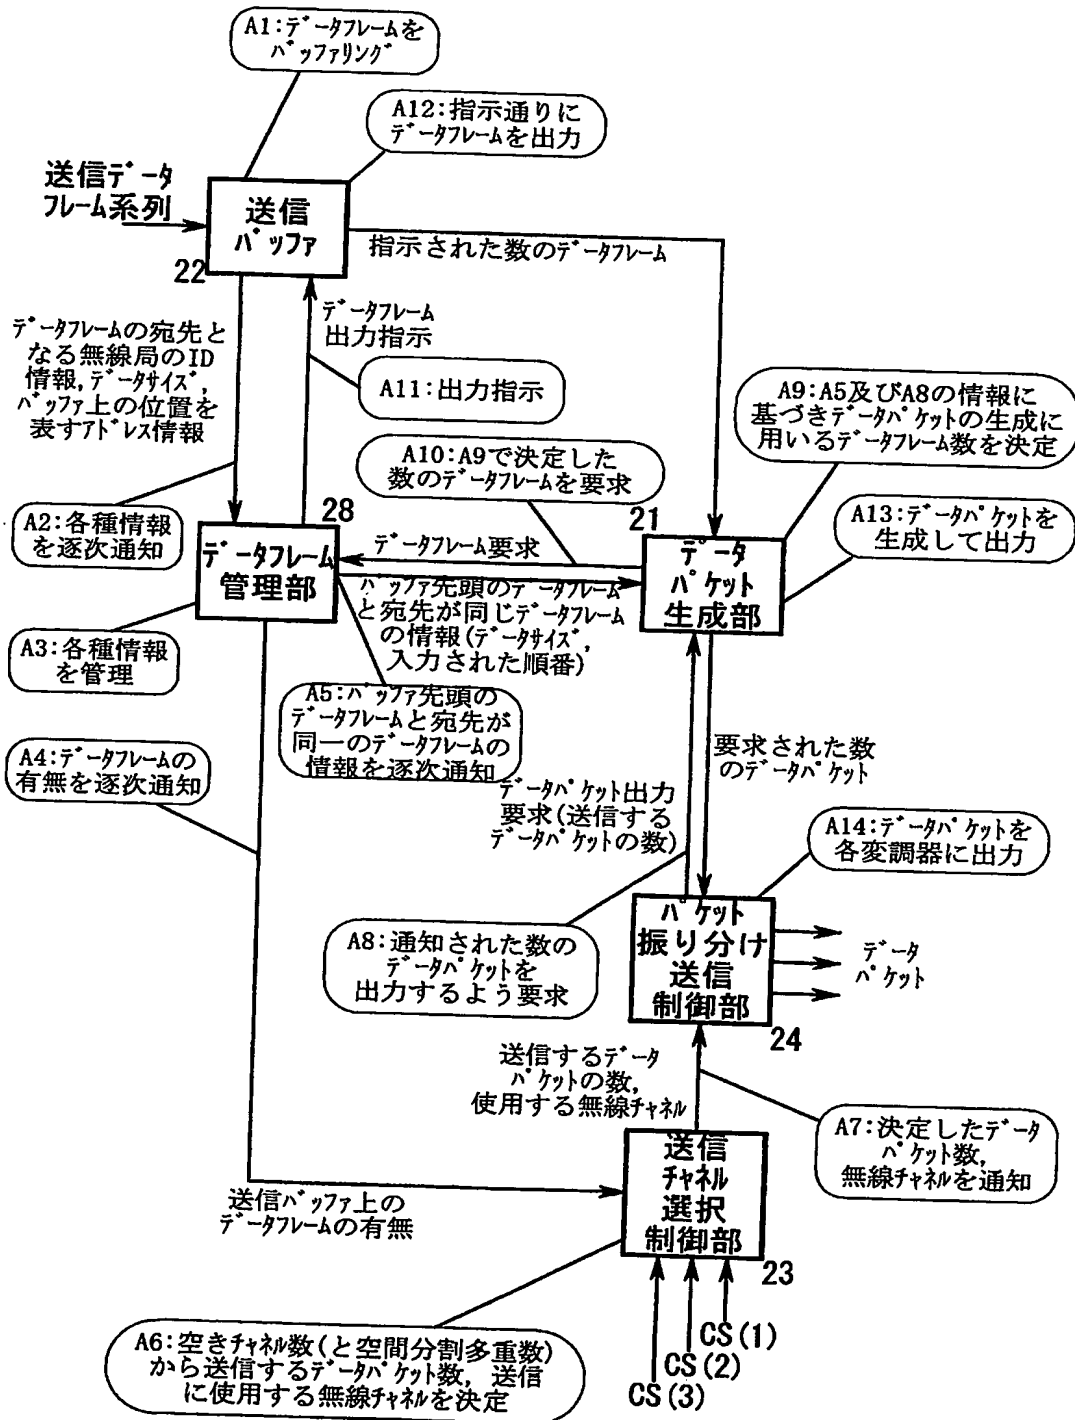 A1:データフレームを
バッファリング
A12:指示通りに
データフレームを出力
送信データ
フレーム系列
送信
バッファ
22
指示された数のデータフレーム
データフレームの宛先と
なる無線局のID
情報,データサイズ,
バッファ上の位置を
表すアドレス情報
データフレーム
出力指示
A11:出力指示
A9:A5及びA8の情報に
基づきデータパケットの生成に
用いるデータフレーム数を決定
A10:A9で決定した
数のデータフレームを要求
A2:各種情報
を逐次通知
28
データフレーム
管理部
データフレーム要求
21
データ
パケット
生成部
A13:データパケットを
生成して出力
バッファ先頭のデータフレーム
と宛先が同じデータフレーム
の情報(データサイズ,
入力された順番)
A3:各種情報
を管理
A5:バッファ先頭の
データフレームと宛先が
同一のデータフレームの
情報を逐次通知
A4:データフレームの
有無を逐次通知
要求された数
のデータパケット
データパケット出力
要求(送信する
データパケットの数)
A14:データパケットを
各変調器に出力
A8:通知された数の
データパケットを
出力するよう要求
パケット
振り分け
送信
制御部
24
データ
パケット
送信するデータ
パケットの数,
使用する無線チャネル
A7:決定したデータ
パケット数,
無線チャネルを通知
送信
チャネル
選択
制御部
23
送信バッファ上の
データフレームの有無
A6:空きチャネル数(と空間分割多重数)
から送信するデータパケット数, 送信
に使用する無線チャネルを決定
CS(1)
CS(2)
CS(3)